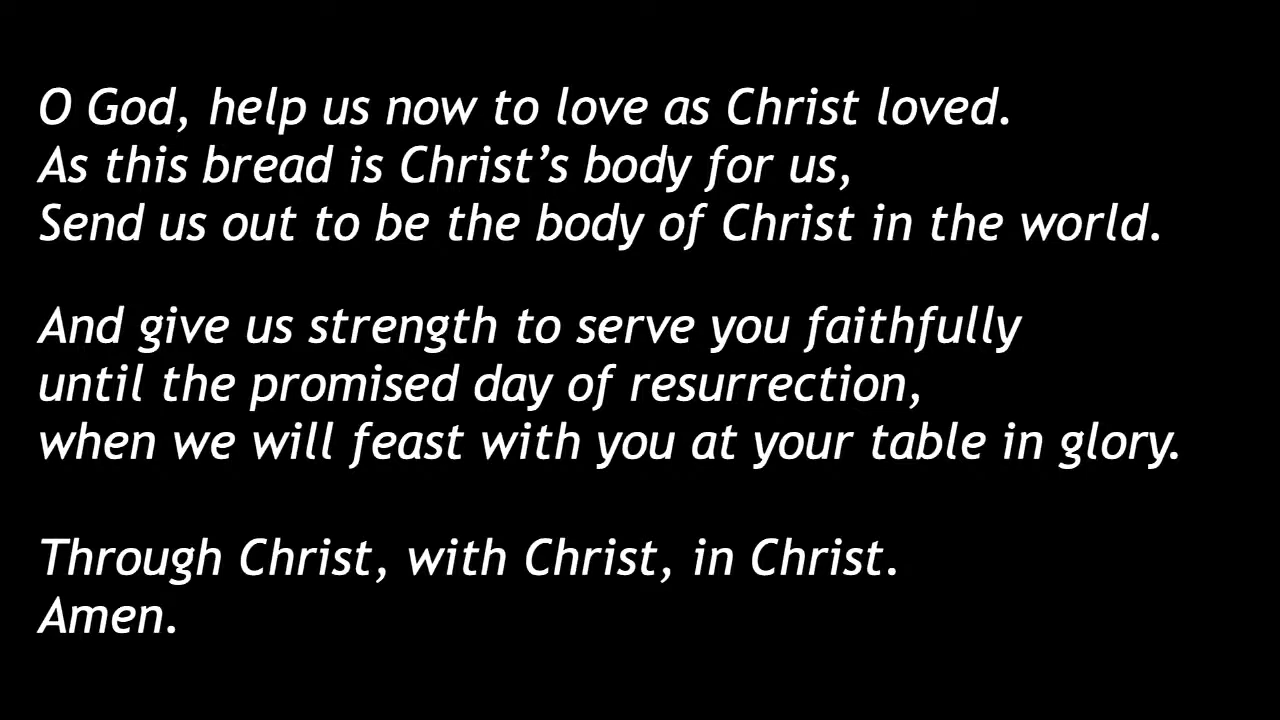 O God, help us now to love as Christ loved.
As this bread is Christ’s body for us,
Send us out to be the body of Christ in the world.
And give us strength to serve you faithfully
until the promised day of resurrection,
when we will feast with you at your table in glory.
Through Christ, with Christ, in Christ.
Amen.